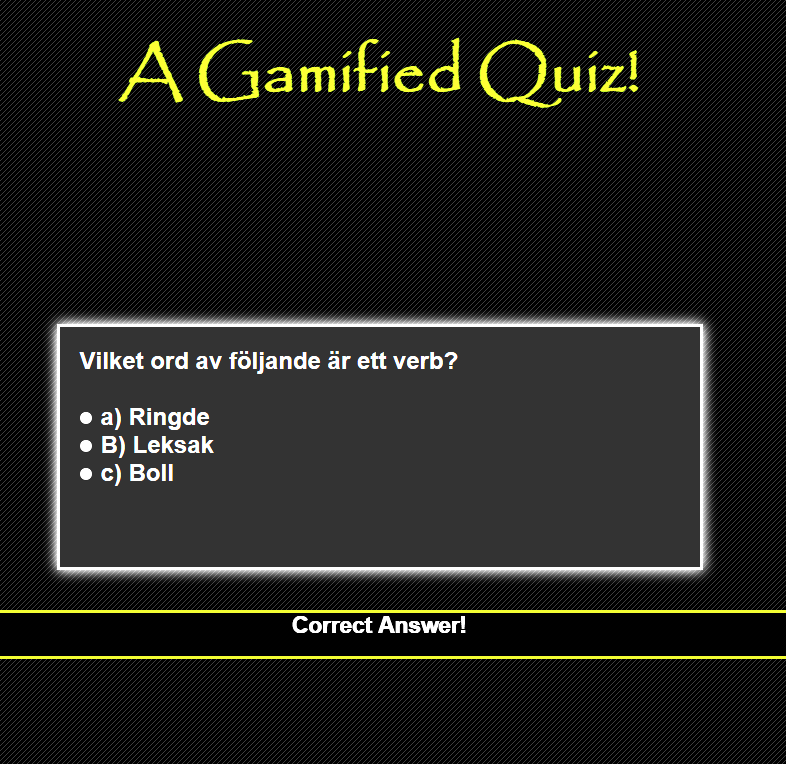 A Gamified Quiz!
Vilket ord av följande är ett verb?
● a) Ringde
● B) Leksak
● c) Boll
Correct Answer!